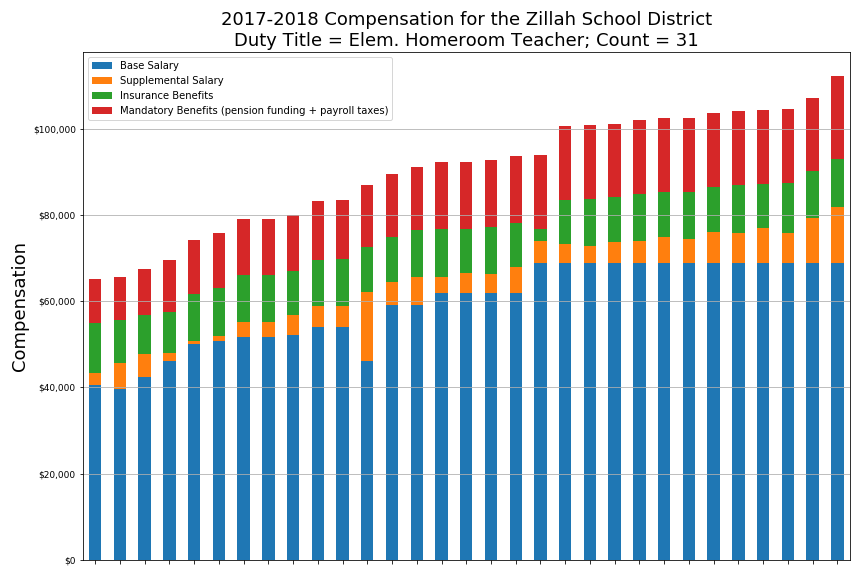 2017-2018 Compensation for the Zillah School District
Duty Title = Elem. Homeroom Teacher; Count = 31
Base Salary
Supplemental Salary
Insurance Benefits
Mandatory Benefits (pension funding + payroll taxes)
$100,000
$80,000
$60,000
$40,000
$20,000
$0
Compensation